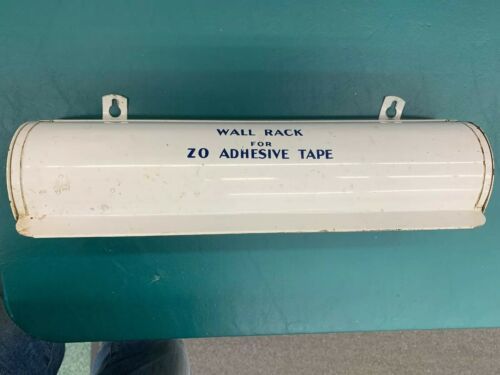 WALL RACK
FOR
ZO ADHESIVE TAPE